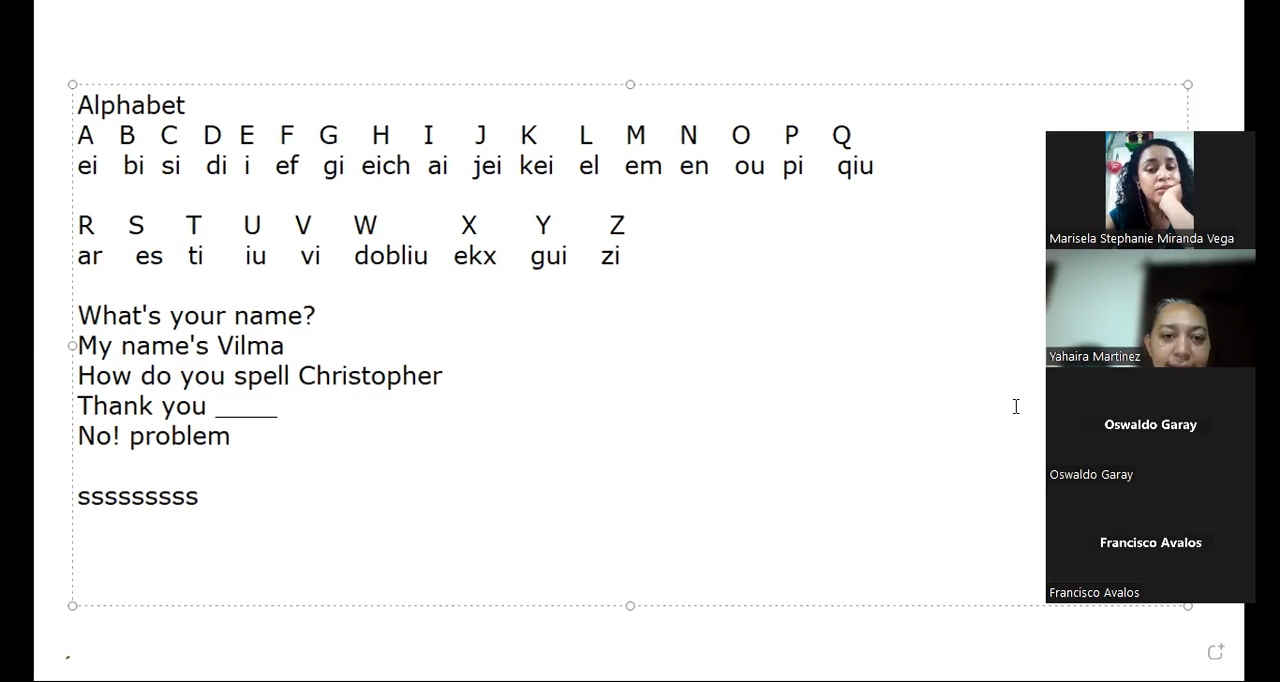 Alphabet
A B C D E F G H I J K L M N O P Q
ei bi si di i ef gi eich ai jei kei el em en ou pi qiu
R S T U V W X Y Z
ar es ti iu vi dobliu ekx gui zi
What's your name?
My name's Vilma
How do you spell Christopher
Thank you _____
No! problem
sssssssss
Marisela Stephanie Miranda Vega
Yahaira Martinez
Oswaldo Garay
Oswaldo Garay
Francisco Avalos
Francisco Avalos